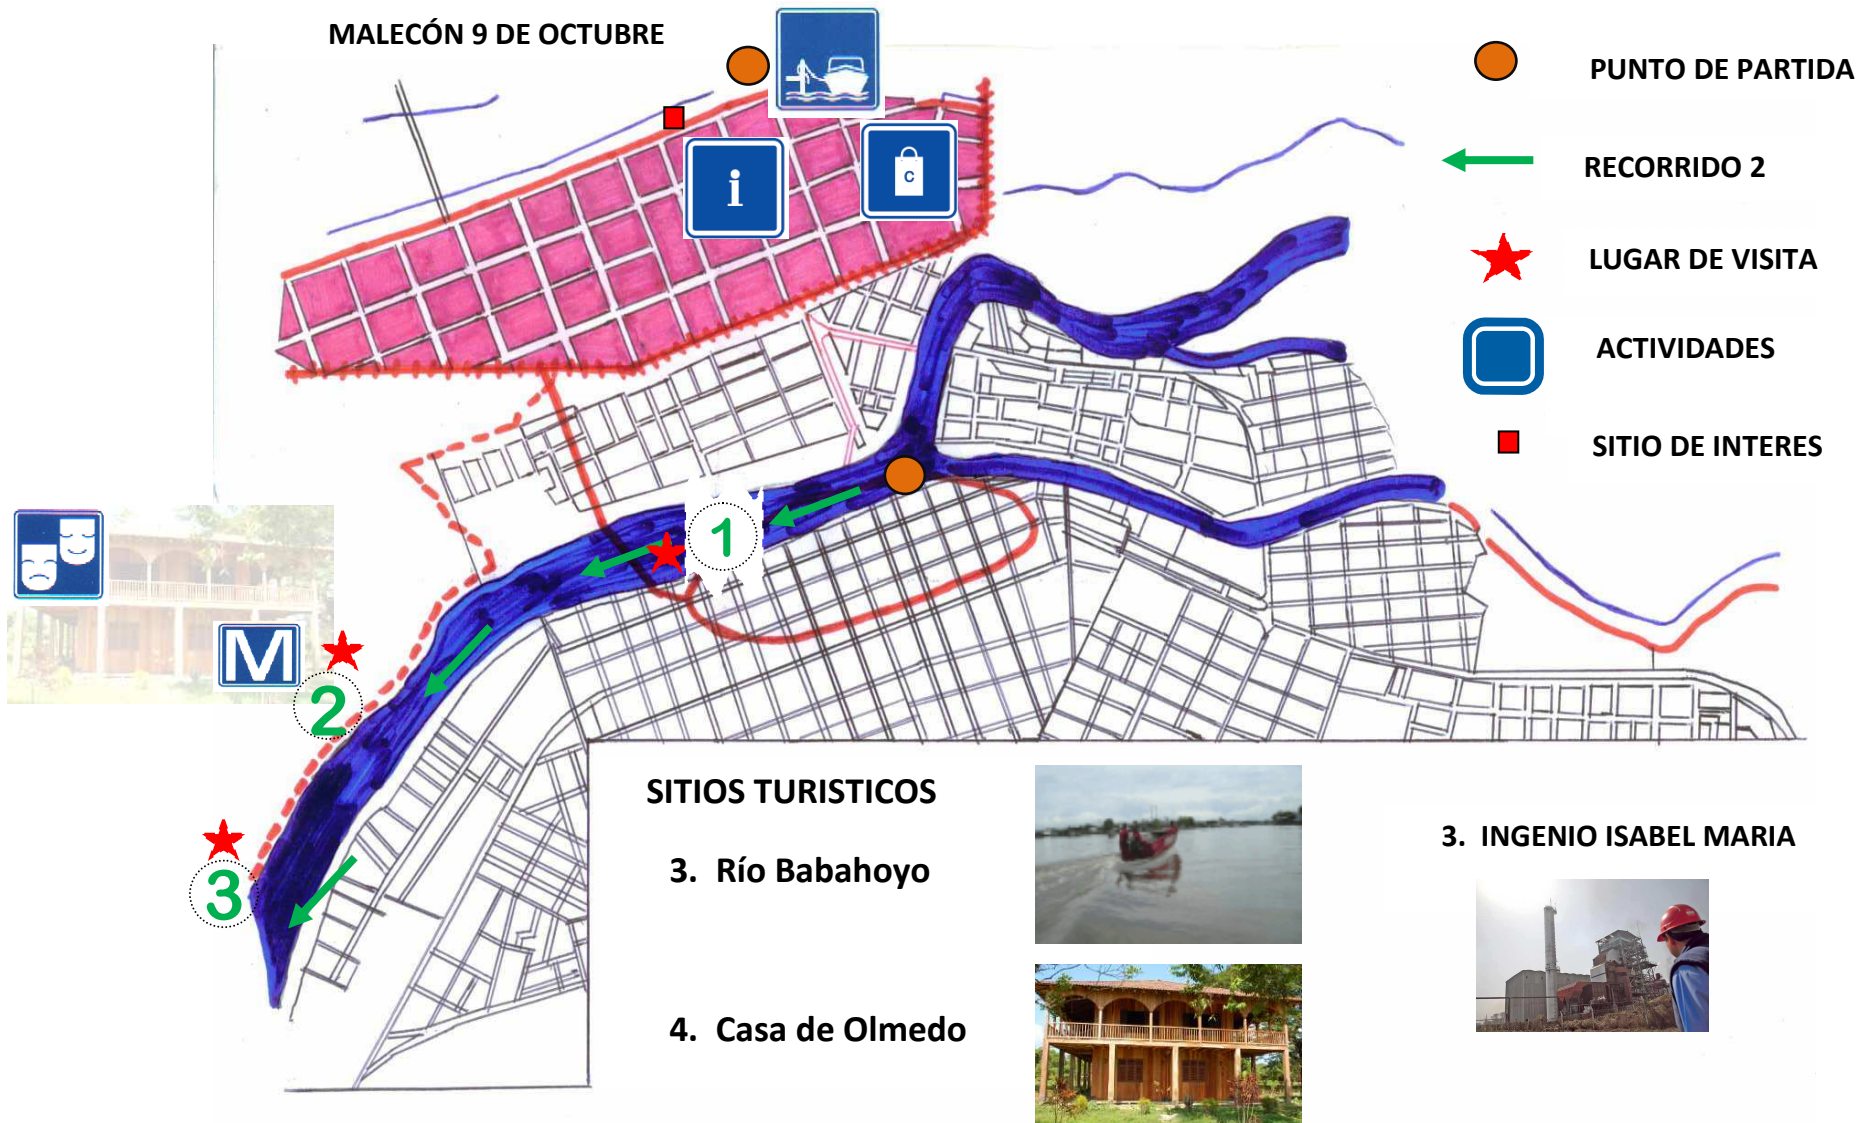 MALECÓN 9 DE OCTUBRE
PUNTO DE PARTIDA
RECORRIDO 2
LUGAR DE VISITA
ACTIVIDADES
SITIO DE INTERES
i
C
1
M
2
3
SITIOS TURISTICOS
3. Río Babahoyo
4. Casa de Olmedo
3. INGENIO ISABEL MARIA